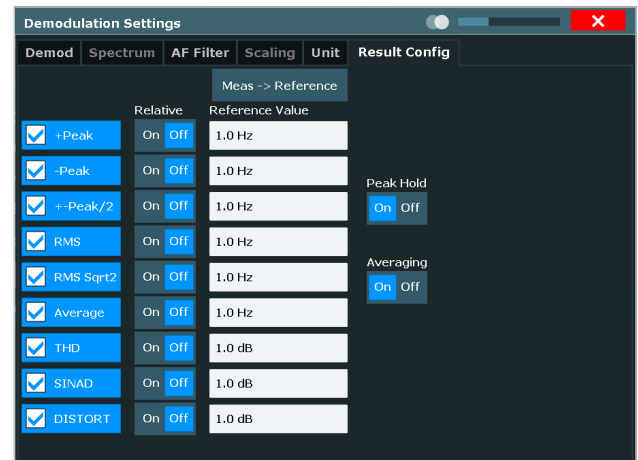 Demodulation Settings
Demod Spectrum AF Filter Scaling Unit Result Config
Meas -> Reference
Relative Reference Value
+Peak On Off 1.0 Hz
-Peak On Off 1.0 Hz
Peak Hold
+-Peak/2 On Off 1.0 Hz On Off
RMS On Off 1.0 Hz
Averaging
RMS Sqrt2 On Off 1.0 Hz On Off
Average On Off 1.0 Hz
THD On Off 1.0 dB
SINAD On Off 1.0 dB
DISTORT On Off 1.0 dB